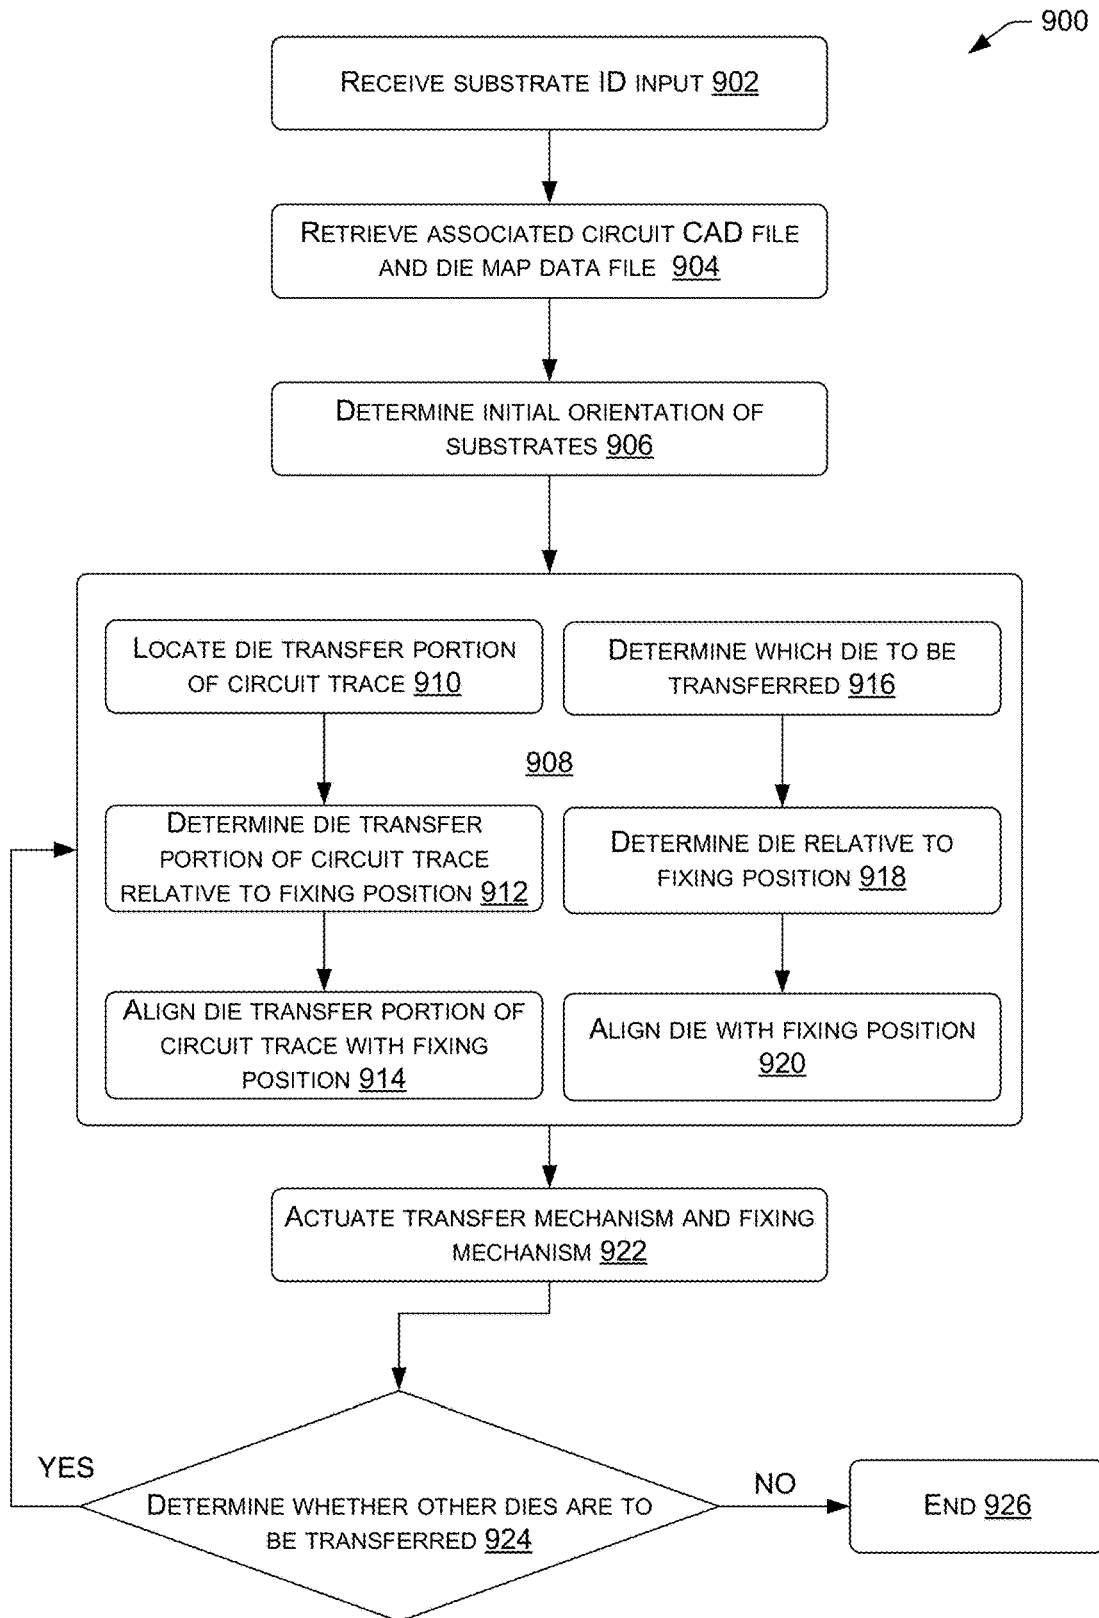 900
RECEIVE SUBSTRATE ID INPUT 902
RETRIEVE ASSOCIATED CIRCUIT CAD FILE
AND DIE MAP DATA FILE 904
DETERMINE INITIAL ORIENTATION OF
SUBSTRATES 906
LOCATE DIE TRANSFER PORTION
OF CIRCUIT TRACE 910
DETERMINE WHICH DIE TO BE
TRANSFERRED 916
908
DETERMINE DIE TRANSFER
PORTION OF CIRCUIT TRACE
RELATIVE TO FIXING POSITION 912
DETERMINE DIE RELATIVE TO
FIXING POSITION 918
ALIGN DIE TRANSFER PORTION OF
CIRCUIT TRACE WITH FIXING
POSITION 914
ALIGN DIE WITH FIXING POSITION
920
ACTUATE TRANSFER MECHANISM AND FIXING
MECHANISM 922
YES
DETERMINE WHETHER OTHER DIES ARE TO
BE TRANSFERRED 924
NO
END 926